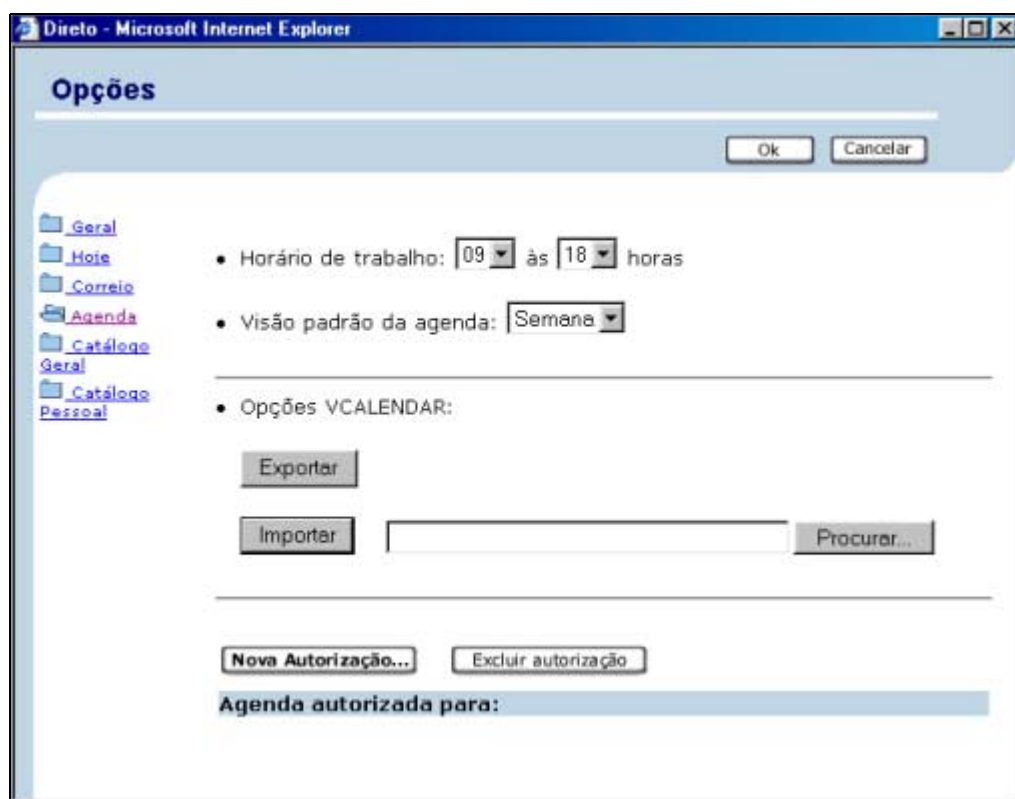 Direto - Microsoft Internet Explorer
Opções
Ok
Cancelar
Geral
Hoje
Correio
Agenda
Catálogo
Geral
Catálogo
Pessoal
• Horário de trabalho: 09 às 18 horas
• Visão padrão da agenda: Semana
• Opções VCALENDAR:
Exportar
Importar
Procurar...
Nova Autorização...
Excluir autorização
Agenda autorizada para: